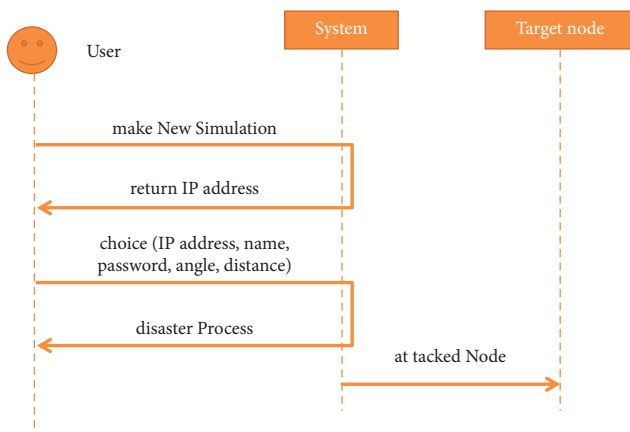 User
System
Target node
make New Simulation
return IP address
choice (IP address, name,
password, angle, distance)
disaster Process
at tacked Node